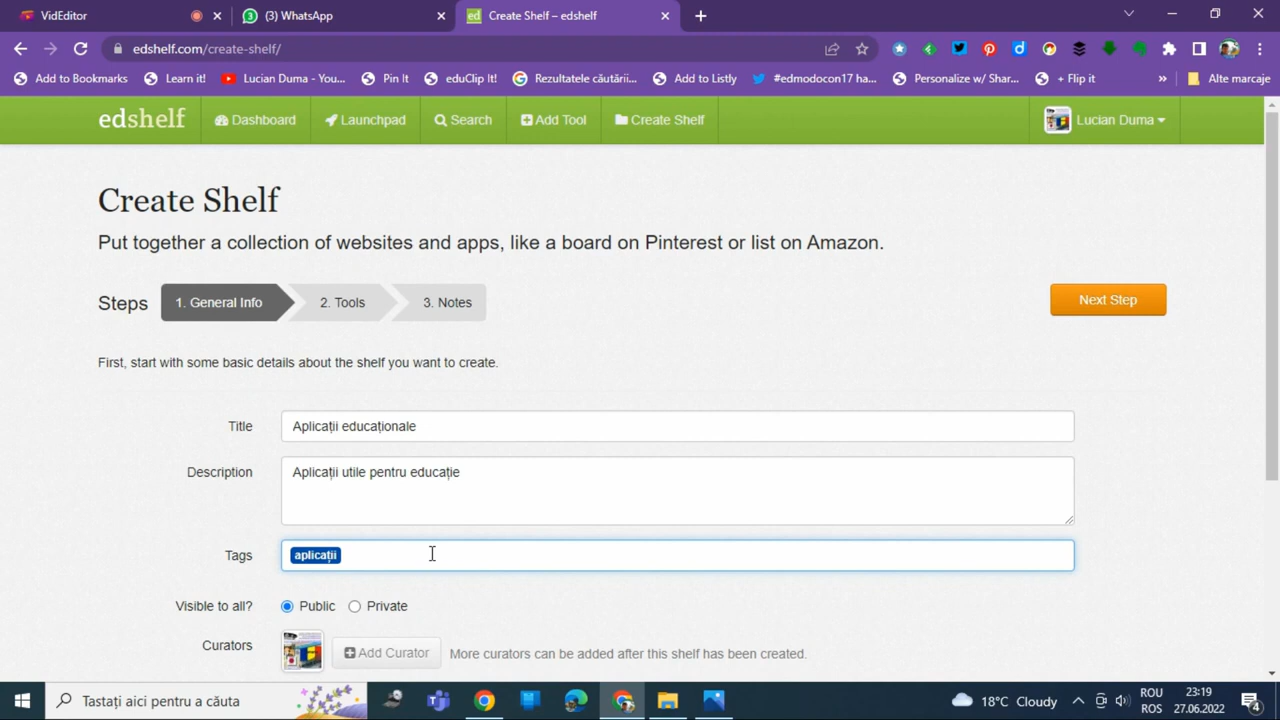 VidEditor
(3) WhatsApp
Create Shelf – edshelf
edshelf.com/create-shelf/
Add to Bookmarks
Learn it!
Lucian Duma - You...
Pin It
eduClip It!
Rezultatele căutării...
Add to Listly
#edmodocon17 ha...
Personalize w/ Shar...
+ Flip it
»
Alte marcaje
edshelf
Dashboard
Launchpad
Search
Add Tool
Create Shelf
Lucian Duma
Create Shelf
Put together a collection of websites and apps, like a board on Pinterest or list on Amazon.
Steps
1. General Info
2. Tools
3. Notes
Next Step
First, start with some basic details about the shelf you want to create.
Title
Aplicații educaționale
Description
Aplicații utile pentru educație
Tags
aplicații
Visible to all?
Public
Private
Curators
Add Curator
More curators can be added after this shelf has been created.
Tastați aici pentru a căuta
18°C Cloudy
ROU
ROS
23:19
27.06.2022
4